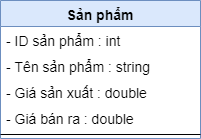 Sản phẩm
- ID sản phẩm : int
- Tên sản phẩm : string
- Giá sản xuất : double
- Giá bán ra : double